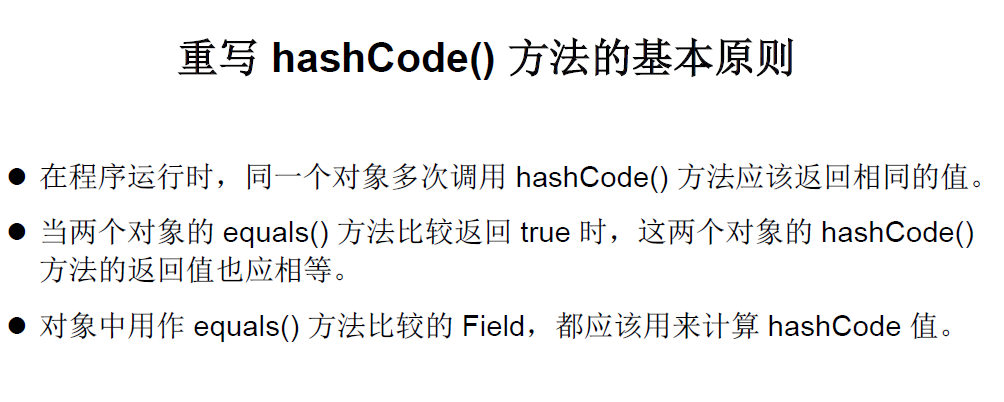 重写 hashCode() 方法的基本原则
● 在程序运行时，同一个对象多次调用 hashCode() 方法应该返回相同的值。
● 当两个对象的 equals() 方法比较返回 true 时，这两个对象的 hashCode()
方法的返回值也应相等。
● 对象中用作 equals() 方法比较的 Field，都应该用来计算 hashCode 值。